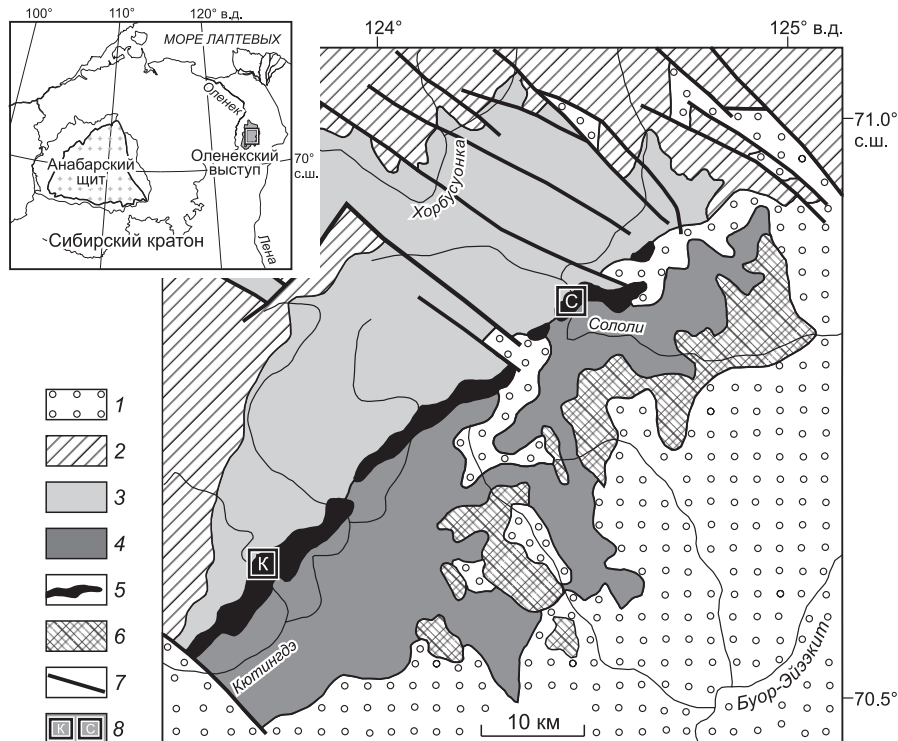 100°
110°
120° в.д.
МОРЕ ЛАПТЕВЫХ
Оленек
Оленекский
выступ
70°
с.ш.
Анабарский
щит
Сибирский кратон
Лена
124°
125° в.д.
71.0°
с.ш.
Хорбусуонка
С
Сололи
К
Кютингдэ
Буор-Эйээкит
70.5°
10 км
1
2
3
4
5
6
7
К С 8